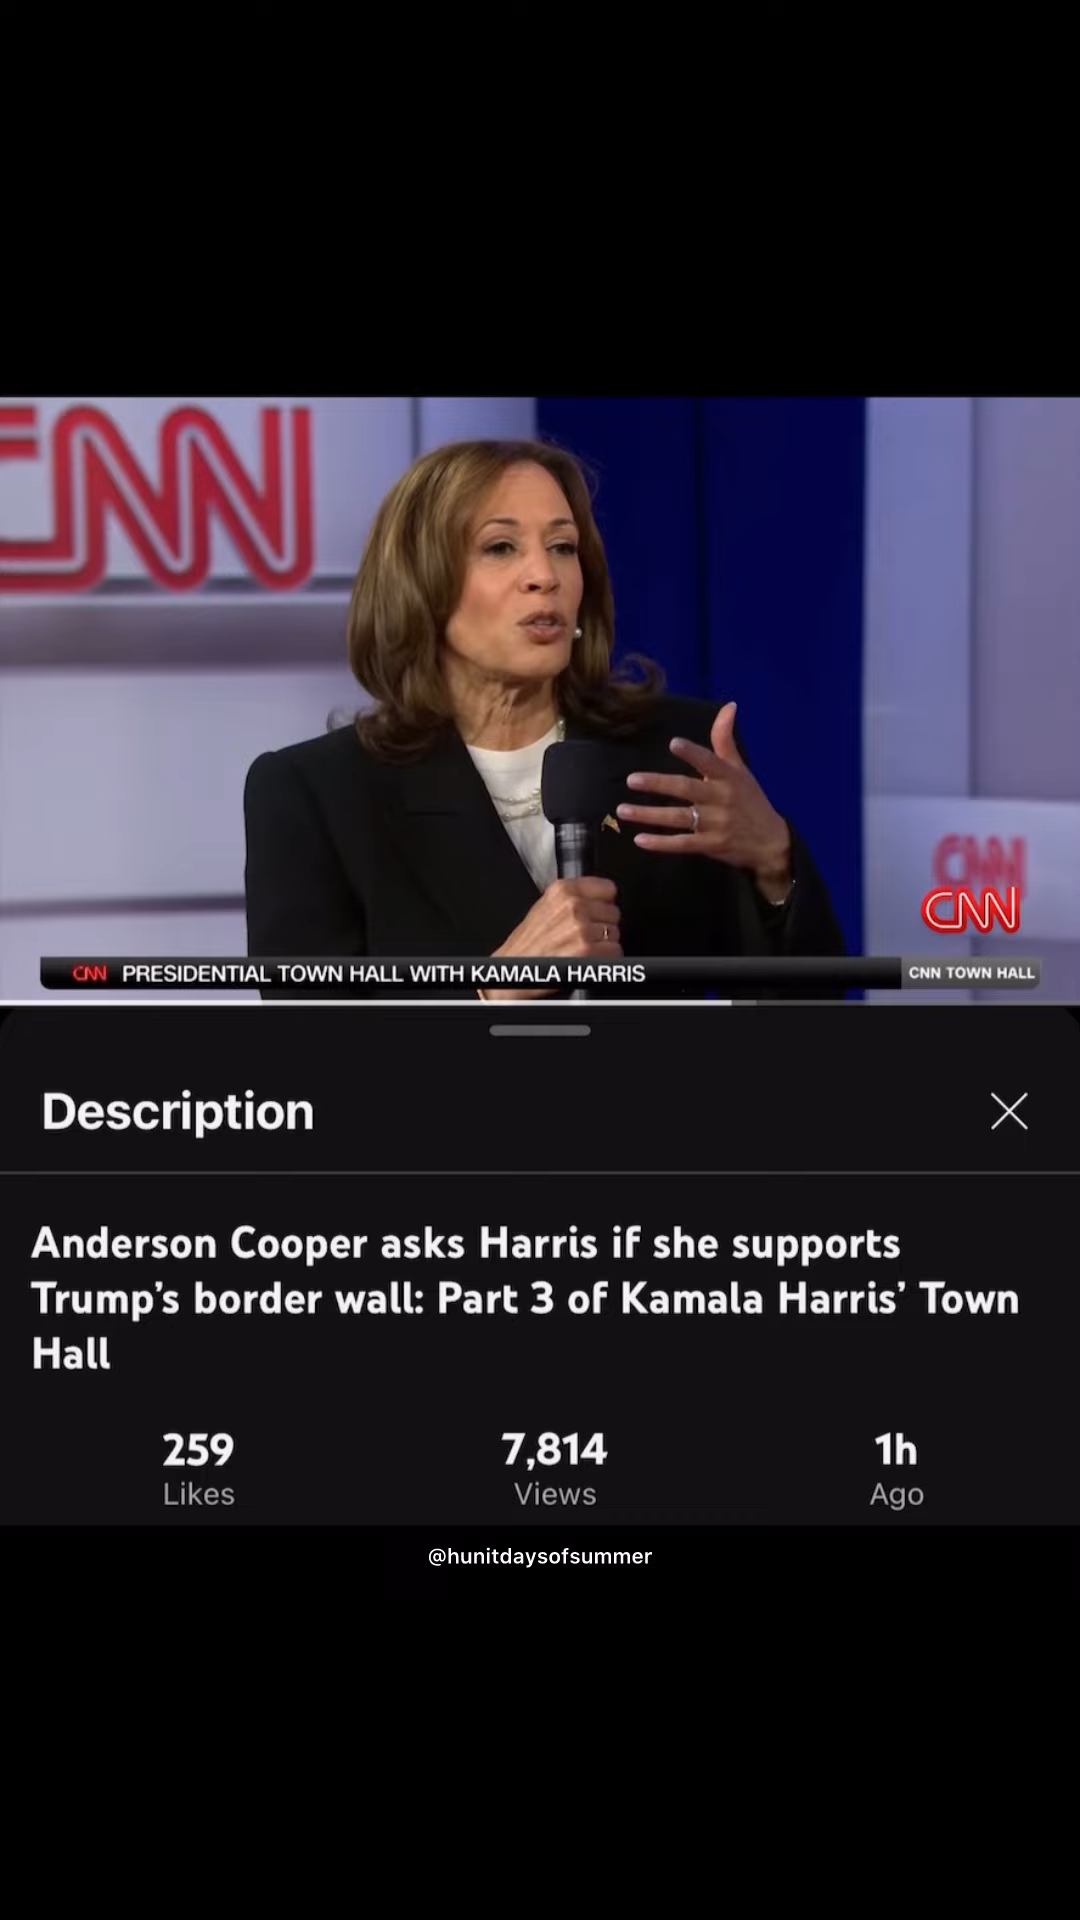 CNN
CNN
CNN
CNN PRESIDENTIAL TOWN HALL WITH KAMALA HARRIS CNN TOWN HALL
Description
Anderson Cooper asks Harris if she supports
Trump’s border wall: Part 3 of Kamala Harris’ Town
Hall
259 7,814 1h
Likes Views Ago
@hunitdaysofsummer